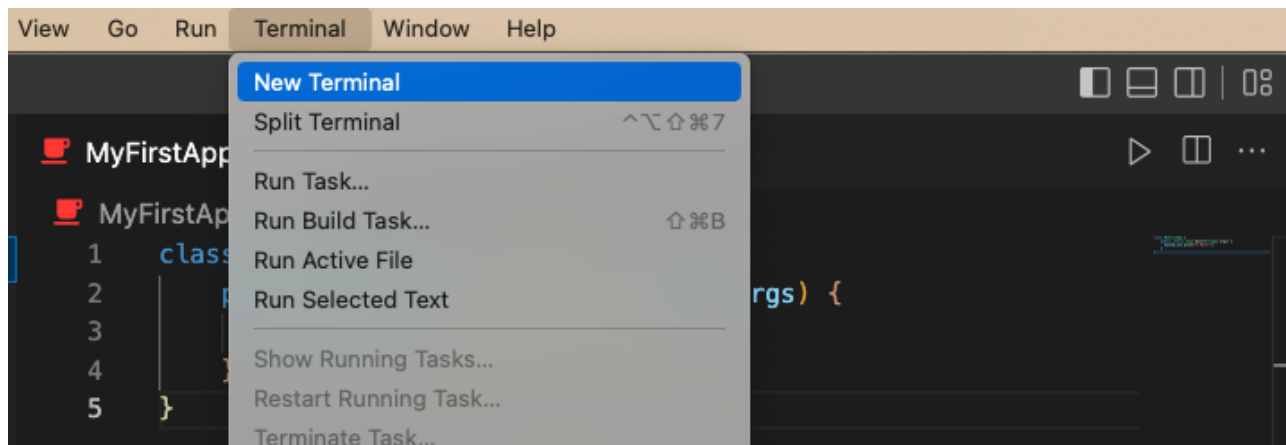 View Go Run Terminal Window Help
New Terminal
Split Terminal ^⌥⇧⌘7
MyFirstApp
Run Task...
MyFirstAp
Run Build Task... ⇧⌘B
1 class
Run Active File
2 p rgs) {
Run Selected Text
3
Show Running Tasks...
4 }
Restart Running Task...
5 }
Terminate Task...